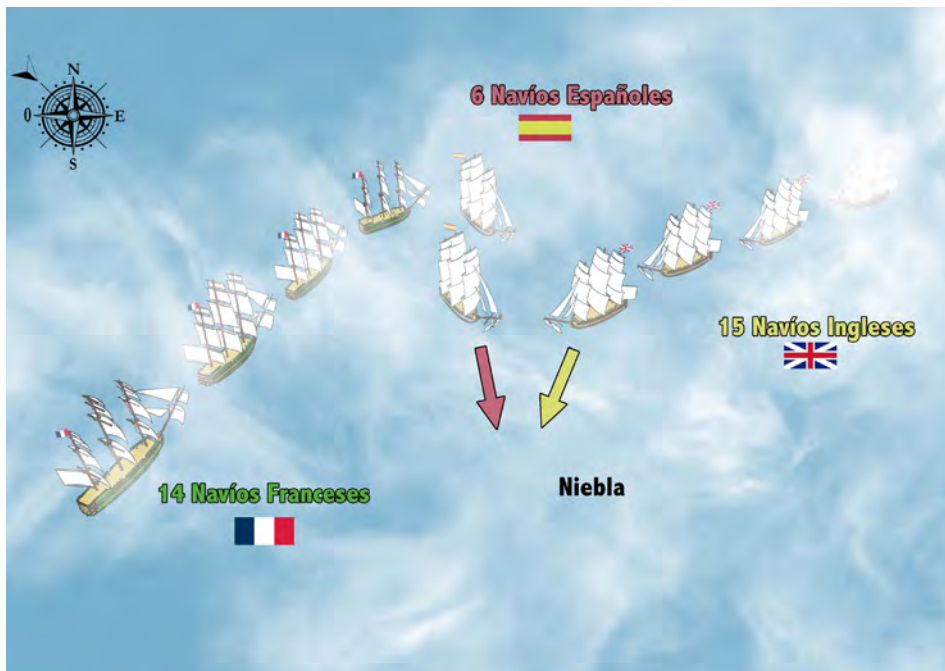 N
O
E
S
6 Navíos Españoles
15 Navíos Ingleses
14 Navíos Franceses
Niebla